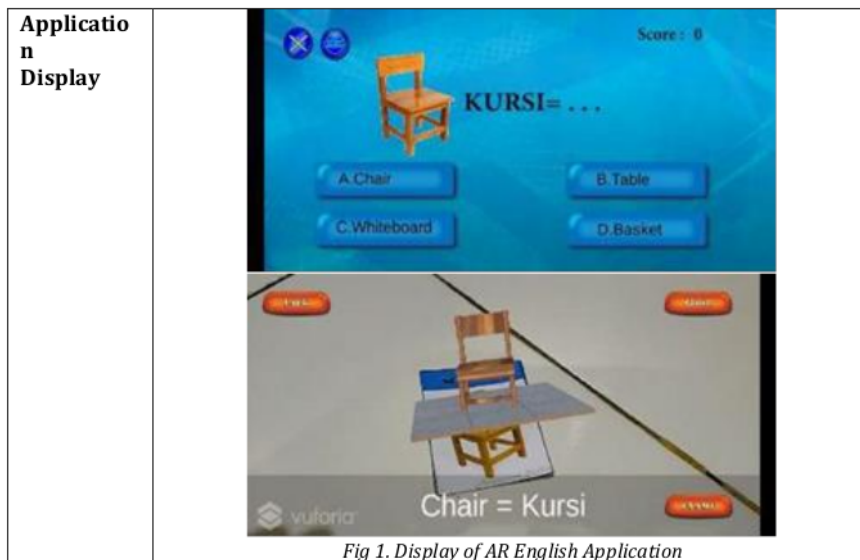 Applicatio
n
Display
Score : 0
KURSI= . . .
A.Chair
B.Table
C.Whiteboard
D.Basket
Chair = Kursi
vuforia
Fig 1. Display of AR English Application